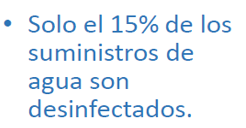 • Solo el 15% de los
suministros de
agua son
desinfectados.